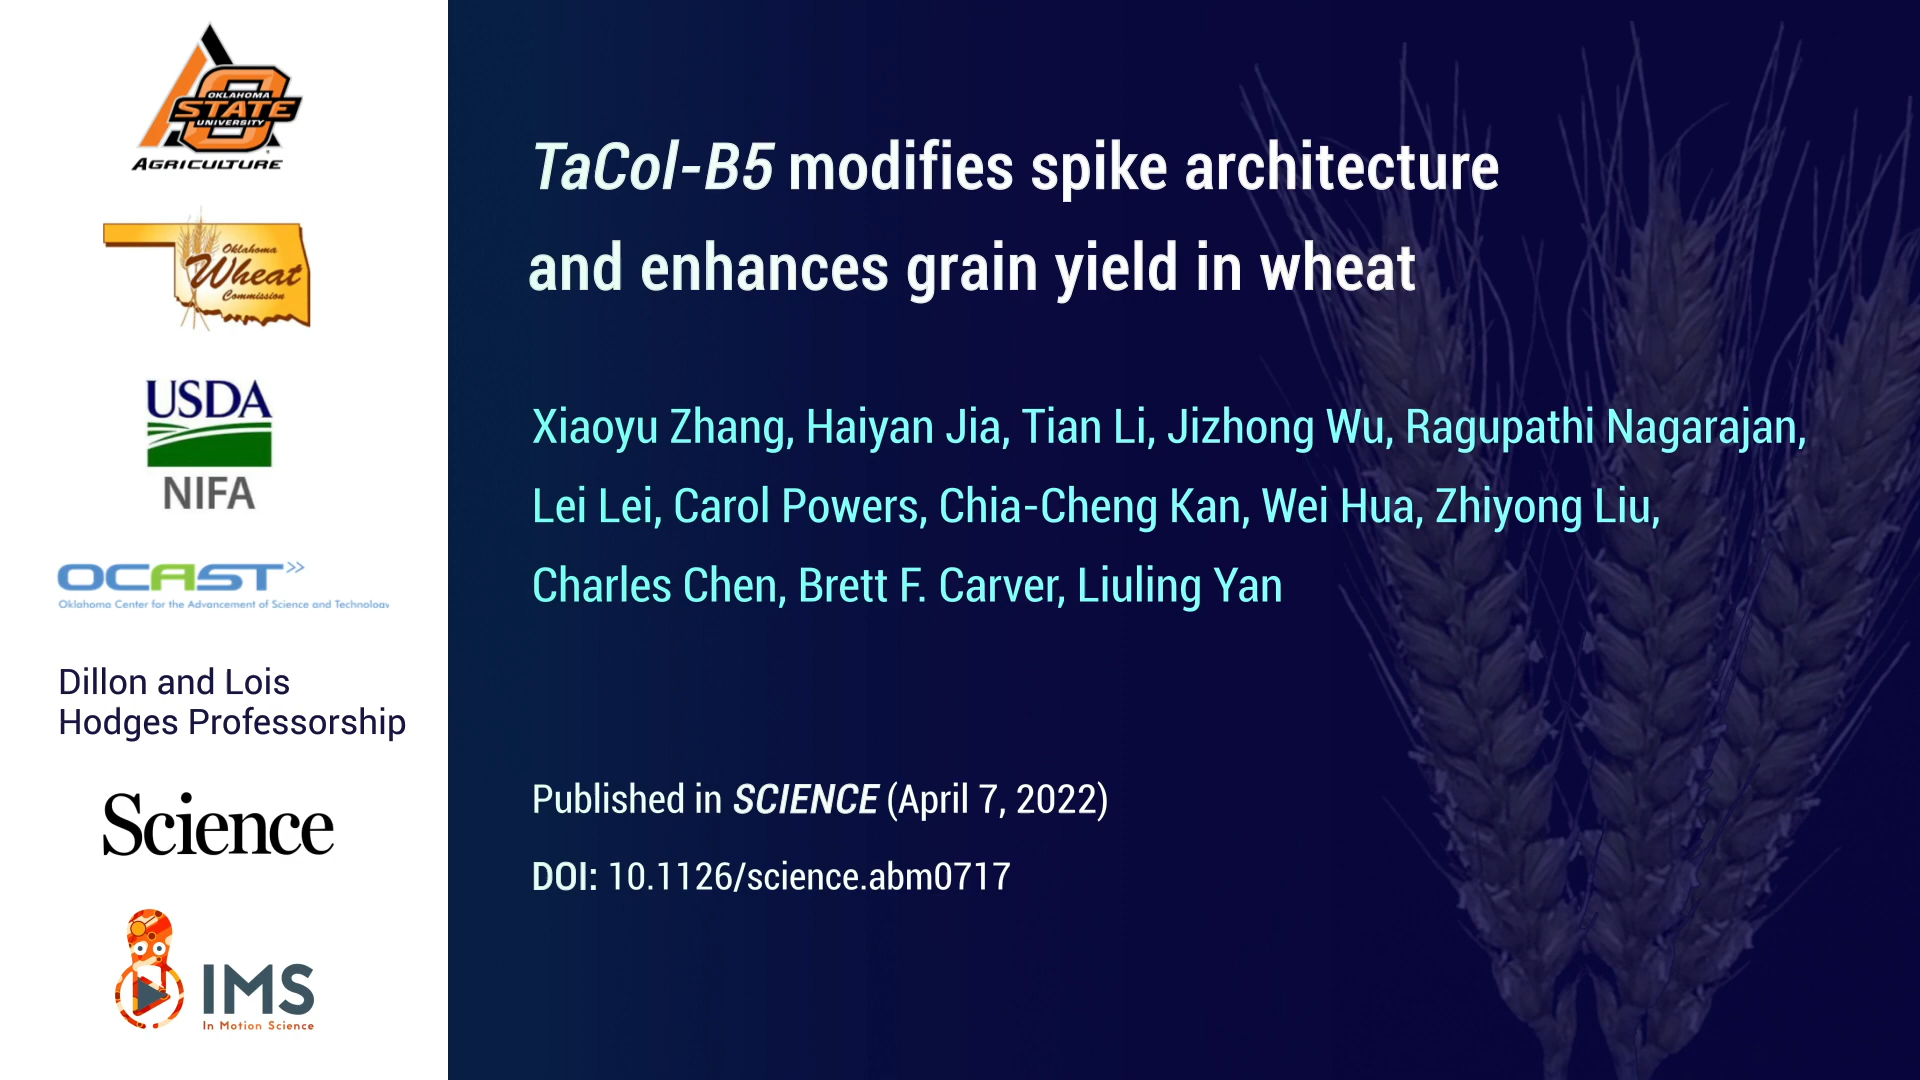 OKLAHOMA
STATE
UNIVERSITY
AGRICULTURE
Oklahoma
Wheat
Commission
USDA
NIFA
OCAST
Oklahoma Center for the Advancement of Science and Technology
Dillon and Lois
Hodges Professorship
Science
IMS
In Motion Science
TaCol-B5 modifies spike architecture
and enhances grain yield in wheat
Xiaoyu Zhang, Haiyan Jia, Tian Li, Jizhong Wu, Ragupathi Nagarajan,
Lei Lei, Carol Powers, Chia-Cheng Kan, Wei Hua, Zhiyong Liu,
Charles Chen, Brett F. Carver, Liuling Yan
Published in SCIENCE (April 7, 2022)
DOI: 10.1126/science.abm0717